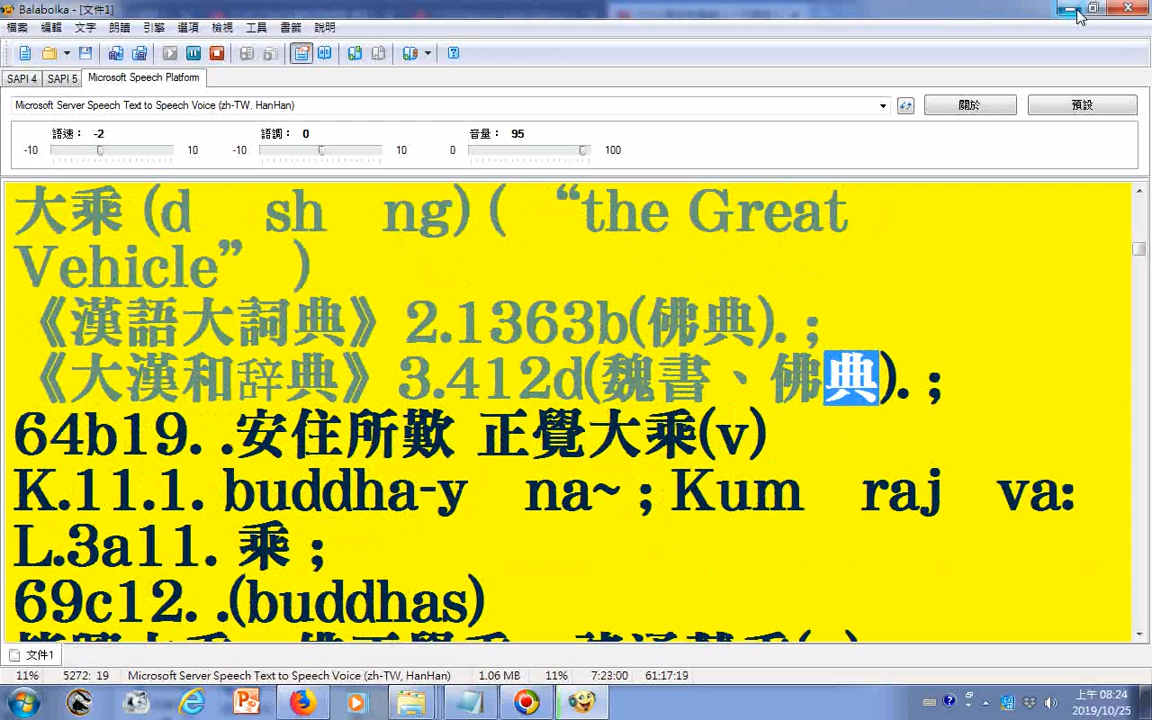 Balabolka - [文件1]
檔案 編輯 文字 朗讀 引擎 選項 檢視 工具 書籤 說明
SAPI 4 SAPI 5 Microsoft Speech Platform
Microsoft Server Speech Text to Speech Voice (zh-TW, HanHan) 關於 預設
語速： -2 語調： 0 音量： 95
-10 10 -10 10 0 100
大乘 (d sh ng) ( “the Great
Vehicle” )
《漢語大詞典》 2.1363b(佛典). ;
《大漢和辞典》 3.412d(魏書、佛典). ;
64b19. .安住所歎 正覺大乘(v)
K.11.1. buddha-y na~ ; Kum raj va:
L.3a11. 乘 ;
69c12. .(buddhas)
文件1
11% 5272: 19 Microsoft Server Speech Text to Speech Voice (zh-TW, HanHan) 1.06 MB 11% 7:23:00 61:17:19
上午 08:24
2019/10/25